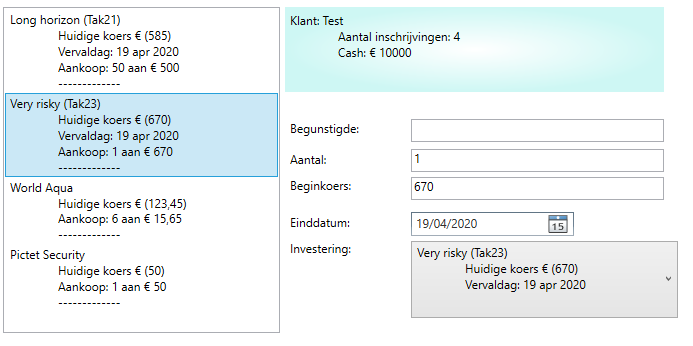 Long horizon (Tak21)
Huidige koers € (585)
Vervaldag: 19 apr 2020
Aankoop: 50 aan € 500
-------------
Very risky (Tak23)
Huidige koers € (670)
Vervaldag: 19 apr 2020
Aankoop: 1 aan € 670
-------------
World Aqua
Huidige koers € (123,45)
Aankoop: 6 aan € 15,65
-------------
Pictet Security
Huidige koers € (50)
Aankoop: 1 aan € 50
-------------
Klant: Test
Aantal inschrijvingen: 4
Cash: € 10000
Begunstigde:
Aantal: 1
Beginkoers: 670
Einddatum: 19/04/2020 15
Investering: Very risky (Tak23)
Huidige koers € (670)
Vervaldag: 19 apr 2020